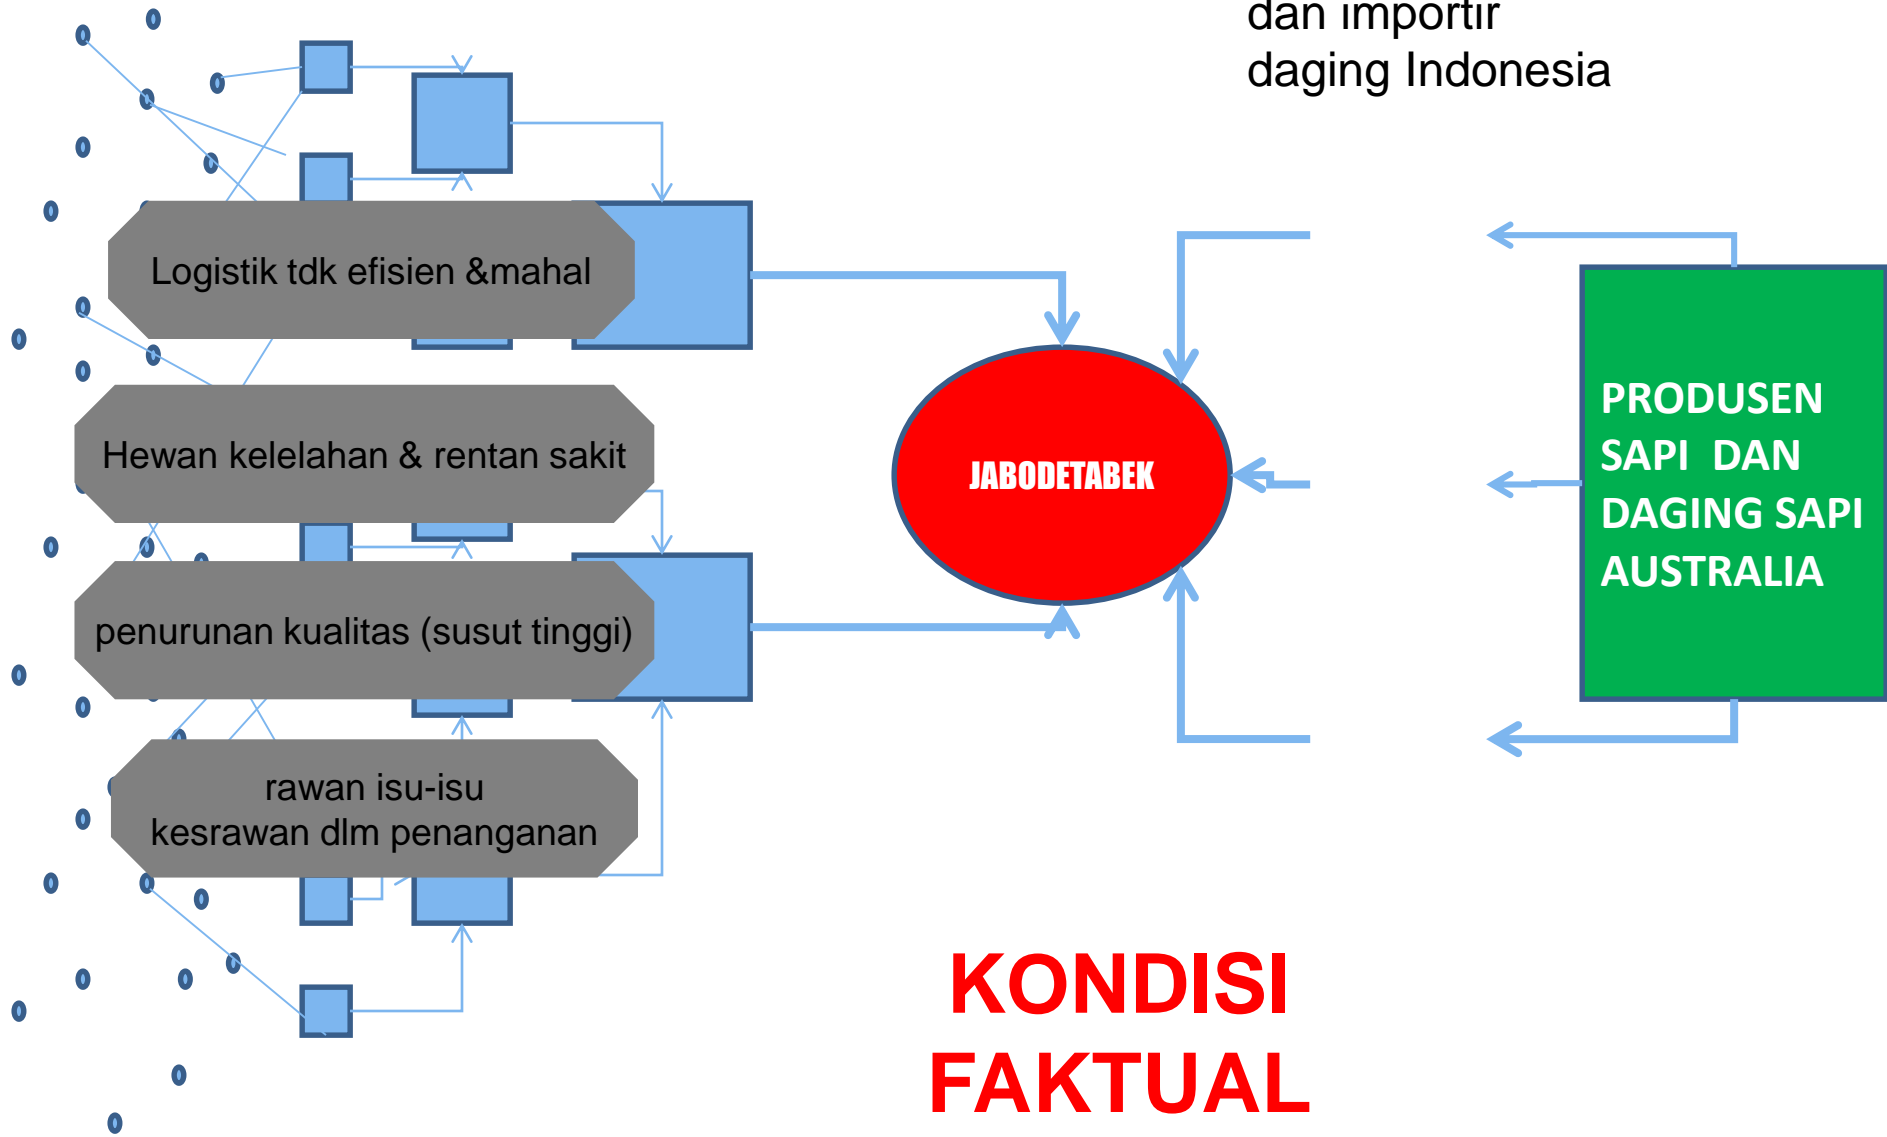 dan importir
daging Indonesia
Logistik tdk efisien &mahal
Hewan kelelahan & rentan sakit
penurunan kualitas (susut tinggi)
rawan isu-isu
kesrawan dlm penanganan
JABODETABEK
PRODUSEN
SAPI DAN
DAGING SAPI
AUSTRALIA
KONDISI
FAKTUAL